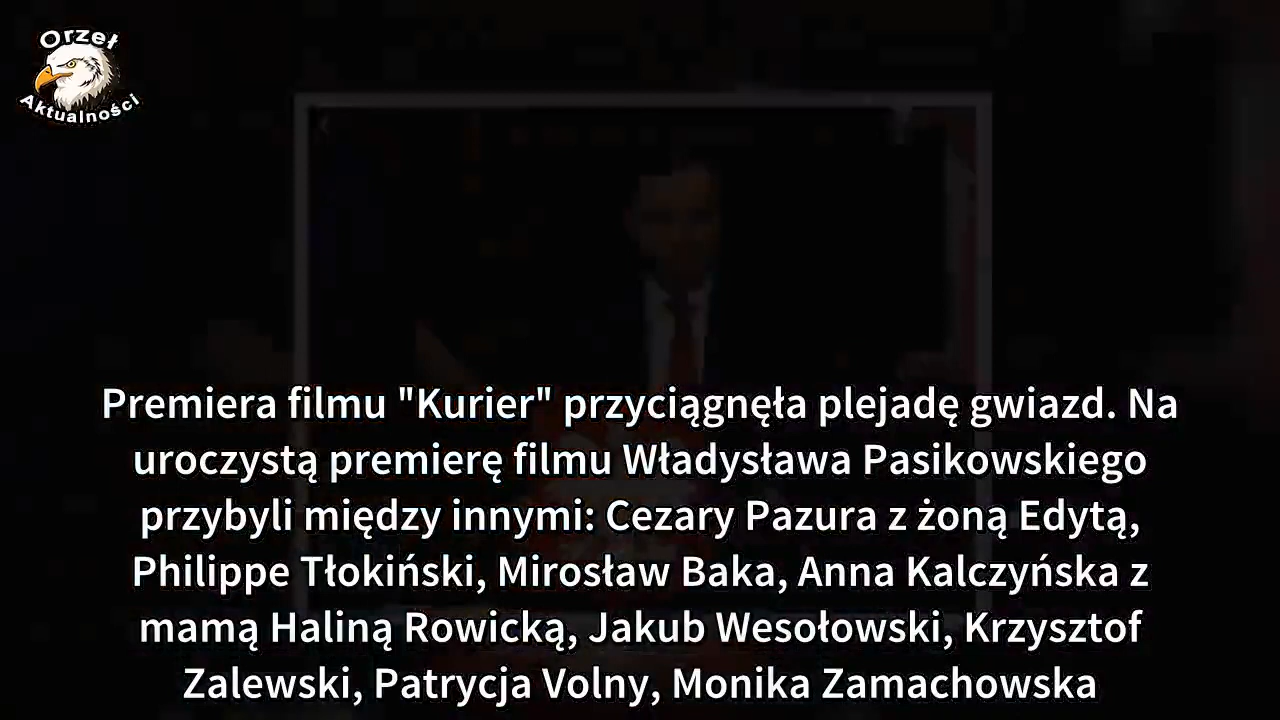 Orzeł
Aktualności
Premiera filmu "Kurier" przyciągnęła plejadę gwiazd. Na
uroczystą premierę filmu Władysława Pasikowskiego
przybyli między innymi: Cezary Pazura z żoną Edytą,
Philippe Tłokiński, Mirosław Baka, Anna Kalczyńska z
mamą Haliną Rowicką, Jakub Wesołowski, Krzysztof
Zalewski, Patrycja Volny, Monika Zamachowska